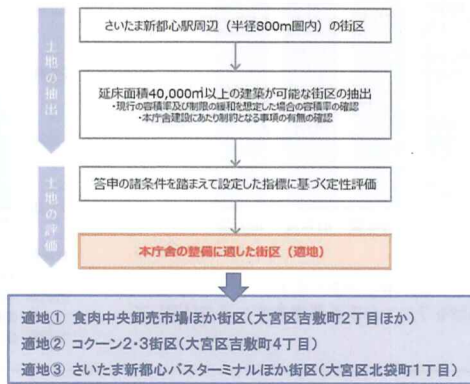 土地の抽出
さいたま新都心駅周辺（半径800m圏内）の街区
延床面積40,000㎡以上の建築が可能な街区の抽出
・現行の容積率及び制限の緩和を想定した場合の容積率の確認
・本庁舎建設にあたり制約となる事項の有無の確認
土地の評価
答申の諸条件を踏まえて設定した指標に基づく定性評価
本庁舎の整備に適した街区（適地）
適地① 食肉中央卸売市場ほか街区(大宮区吉敷町2丁目ほか)
適地② コクーン2・3街区(大宮区吉敷町4丁目)
適地③ さいたま新都心バスターミナルほか街区(大宮区北袋町1丁目)